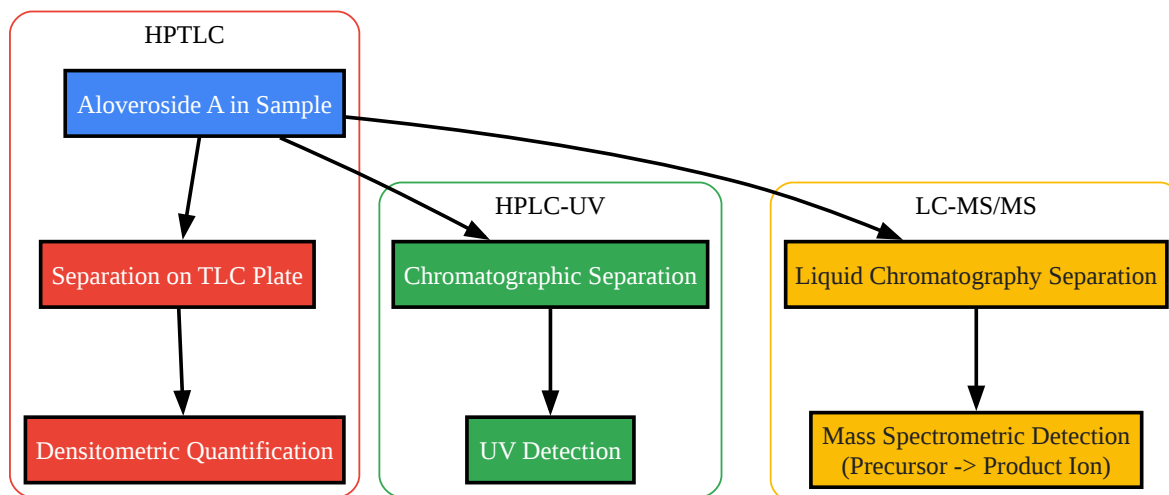 HPTLC
Aloveroside A in Sample
HPLC-UV
LC-MS/MS
Separation on TLC Plate
Chromatographic Separation
Liquid Chromatography Separation
Densitometric Quantification
UV Detection
Mass Spectrometric Detection
(Precursor -> Product Ion)